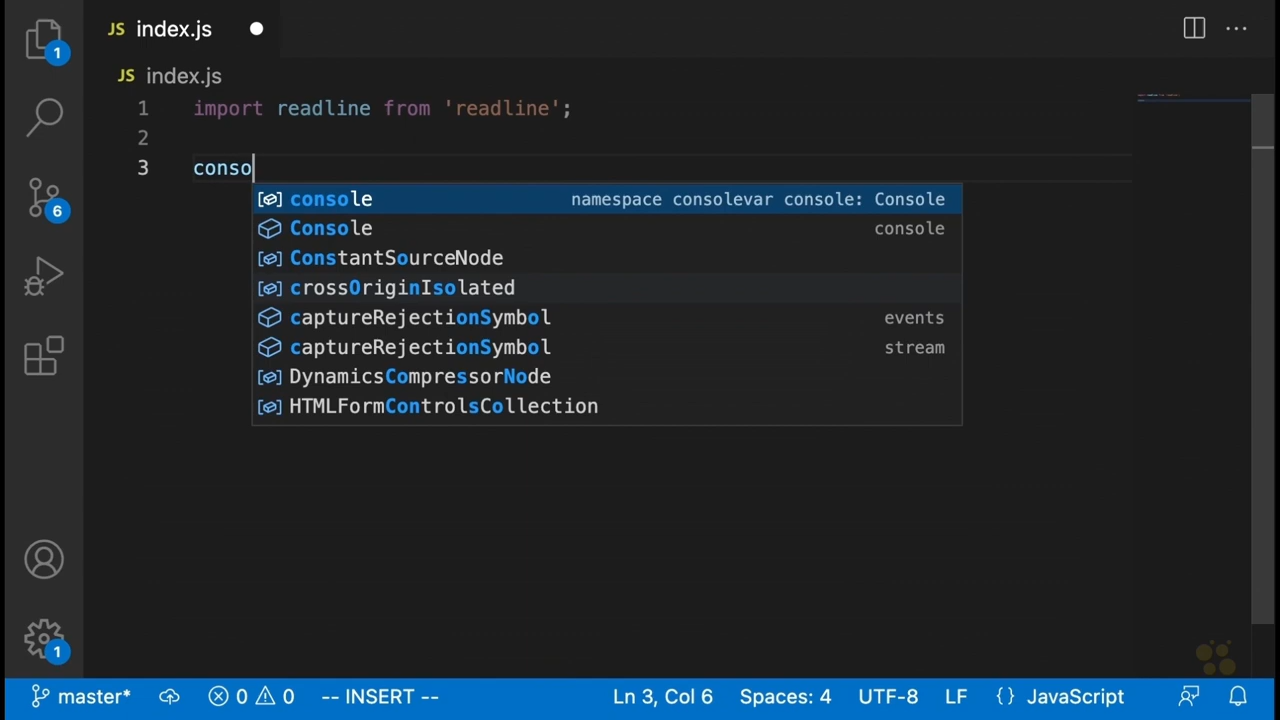 JS index.js
JS index.js
1 import readline from 'readline';
2
3 conso
console namespace consolevar console: Console
Console console
ConstantSourceNode
crossOriginIsolated
captureRejectionSymbol events
captureRejectionSymbol stream
DynamicsCompressorNode
HTMLFormControlsCollection
1
6
1
master* 0 0 -- INSERT -- Ln 3, Col 6 Spaces: 4 UTF-8 LF {} JavaScript